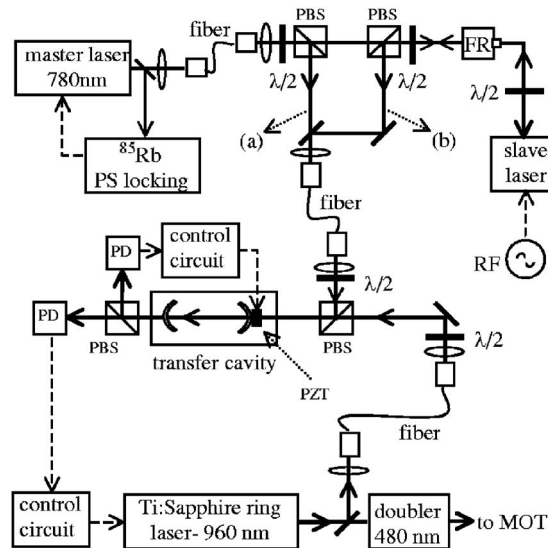 PBS
PBS
fiber
master laser
780nm
FR
λ/2
λ/2
λ/2
(a)
(b)
85Rb
PS locking
slave
laser
fiber
RF
PD
control
circuit
λ/2
PD
PBS
PBS
λ/2
transfer cavity
PZT
fiber
control
circuit
Ti:Sapphire ring
laser- 960 nm
doubler
480 nm
to MOT